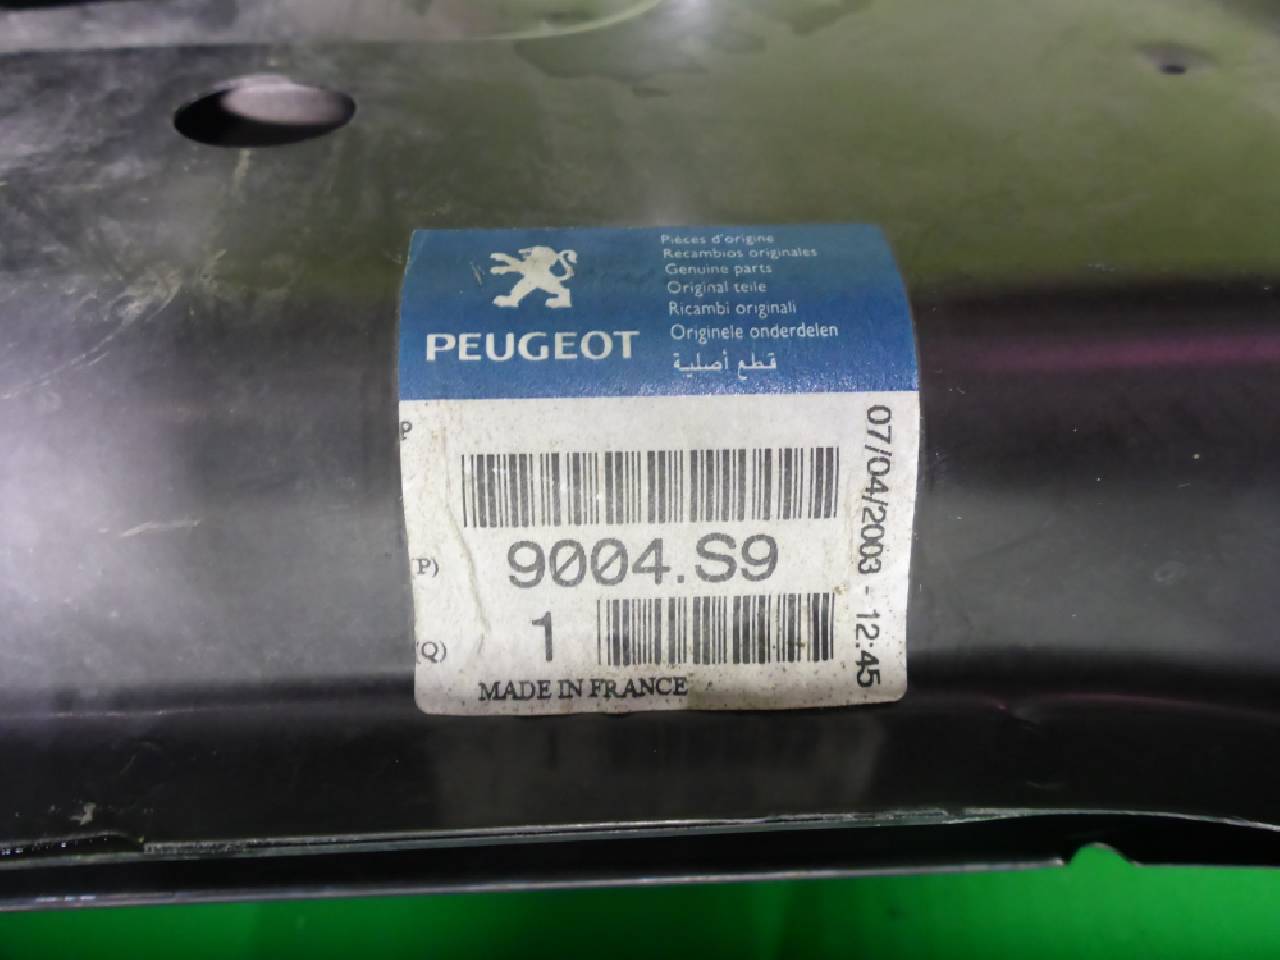 PEUGEOT
Pièces d'origine
Recambios originales
Genuine parts
Original teile
Ricambi originali
Originele onderdelen
قطع أصلية
P
(P) 9004.S9
(Q) 1
MADE IN FRANCE
07/04/2003 - 12:45